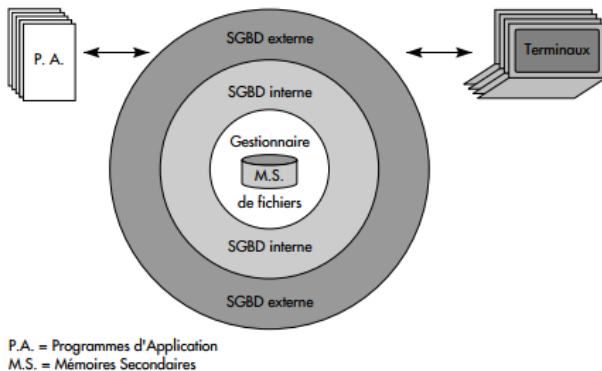 SGBD externe
P. A.
Terminaux
SGBD interne
Gestionnaire
M.S.
de fichiers
SGBD interne
SGBD externe
P.A. = Programmes d'Application
M.S. = Mémoires Secondaires